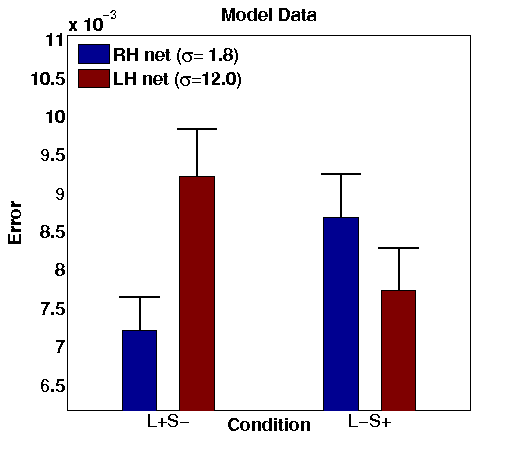 Model Data
x 10⁻³
11
10.5
10
9.5
9
8.5
8
7.5
7
6.5
Error
RH net (σ= 1.8)
LH net (σ=12.0)
L+S−
L−S+
Condition